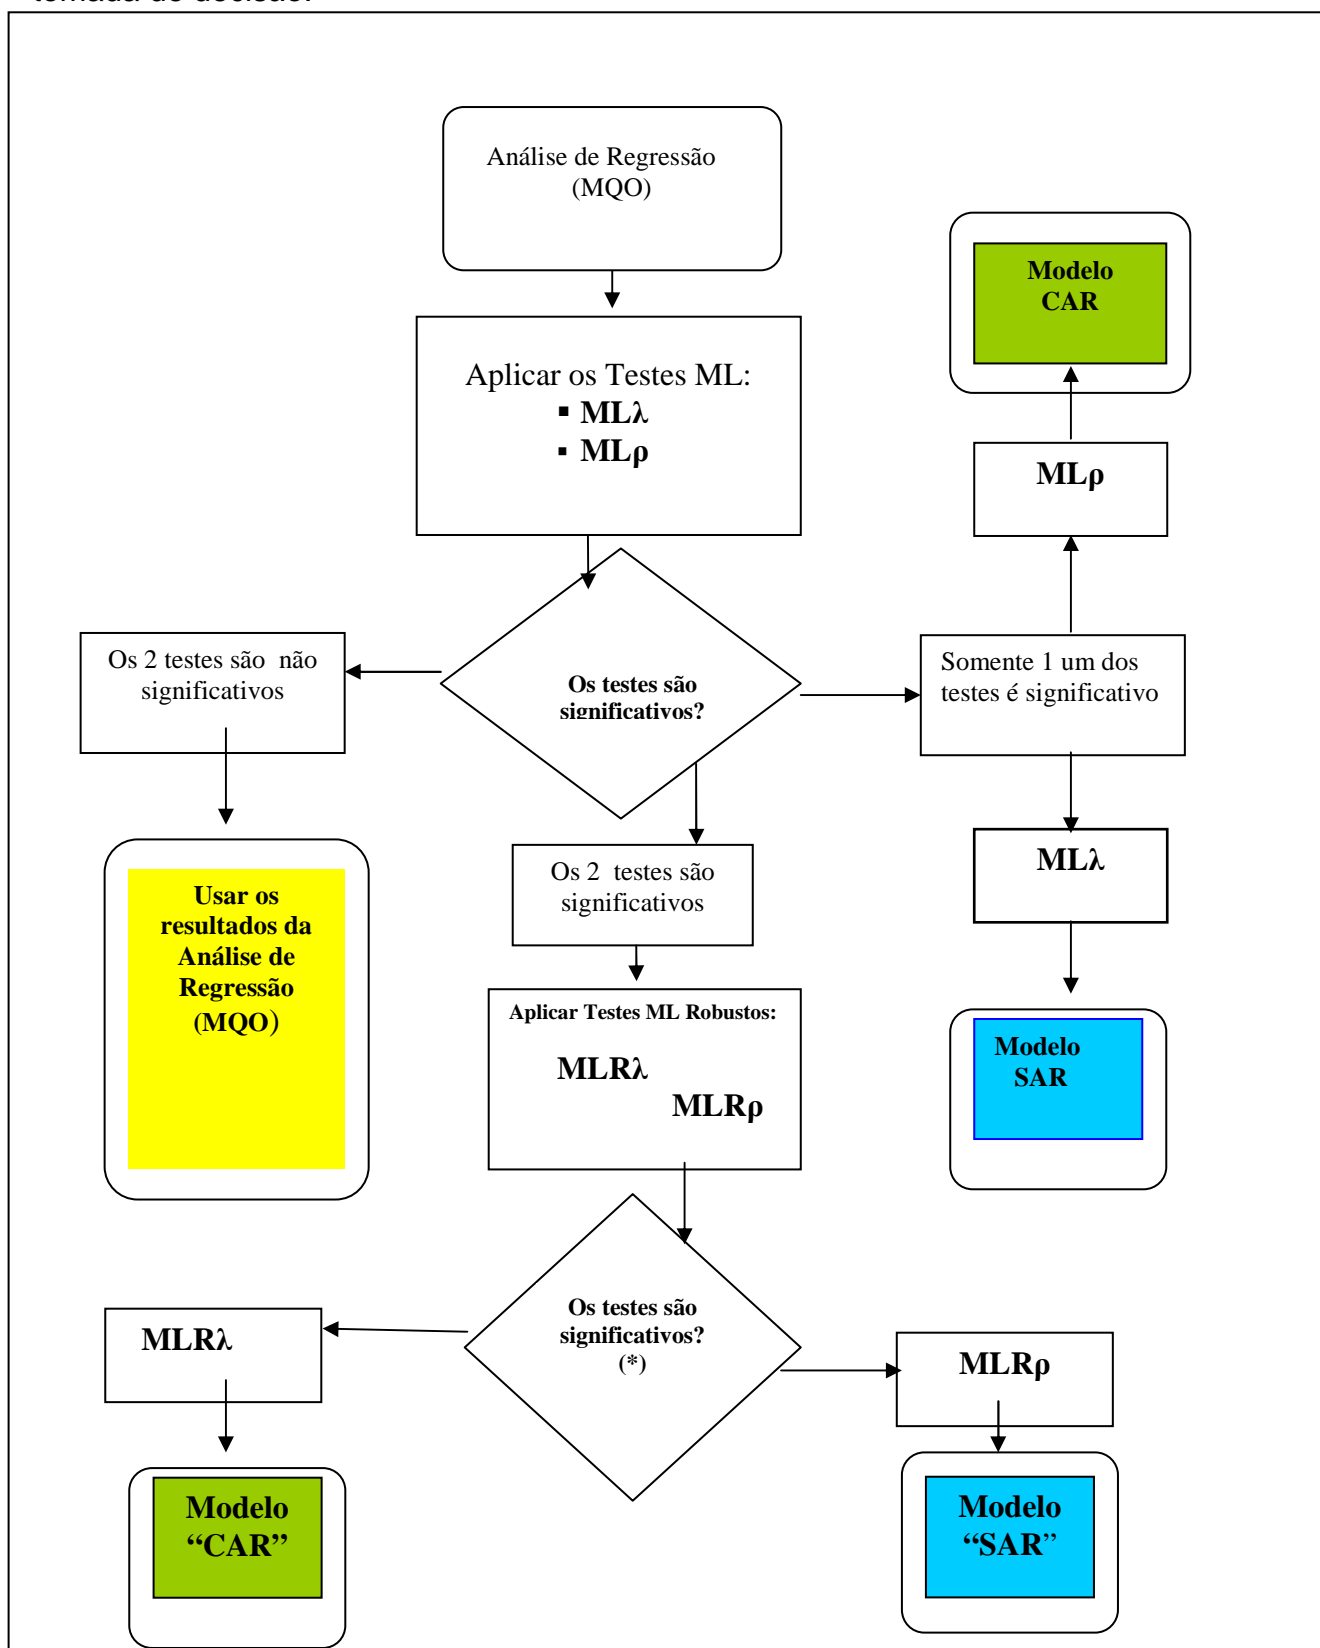 tomada de decisão.
Análise de Regressão
(MQO)
Modelo
CAR
Aplicar os Testes ML:
▪ MLλ
▪ MLρ
MLρ
Os 2 testes são não
significativos
Os testes são
significativos?
Somente 1 um dos
testes é significativo
Usar os
resultados da
Análise de
Regressão
(MQO)
Os 2 testes são
significativos
MLλ
Aplicar Testes ML Robustos:
MLRλ
MLRρ
Modelo
SAR
MLRλ
Os testes são
significativos?
(*)
MLRρ
Modelo
“CAR”
Modelo
“SAR”